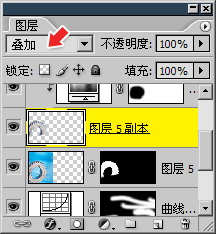 图层
叠加 不透明度: 100%
锁定: 填充: 100%
图层 5 副本
图层 5
曲线...